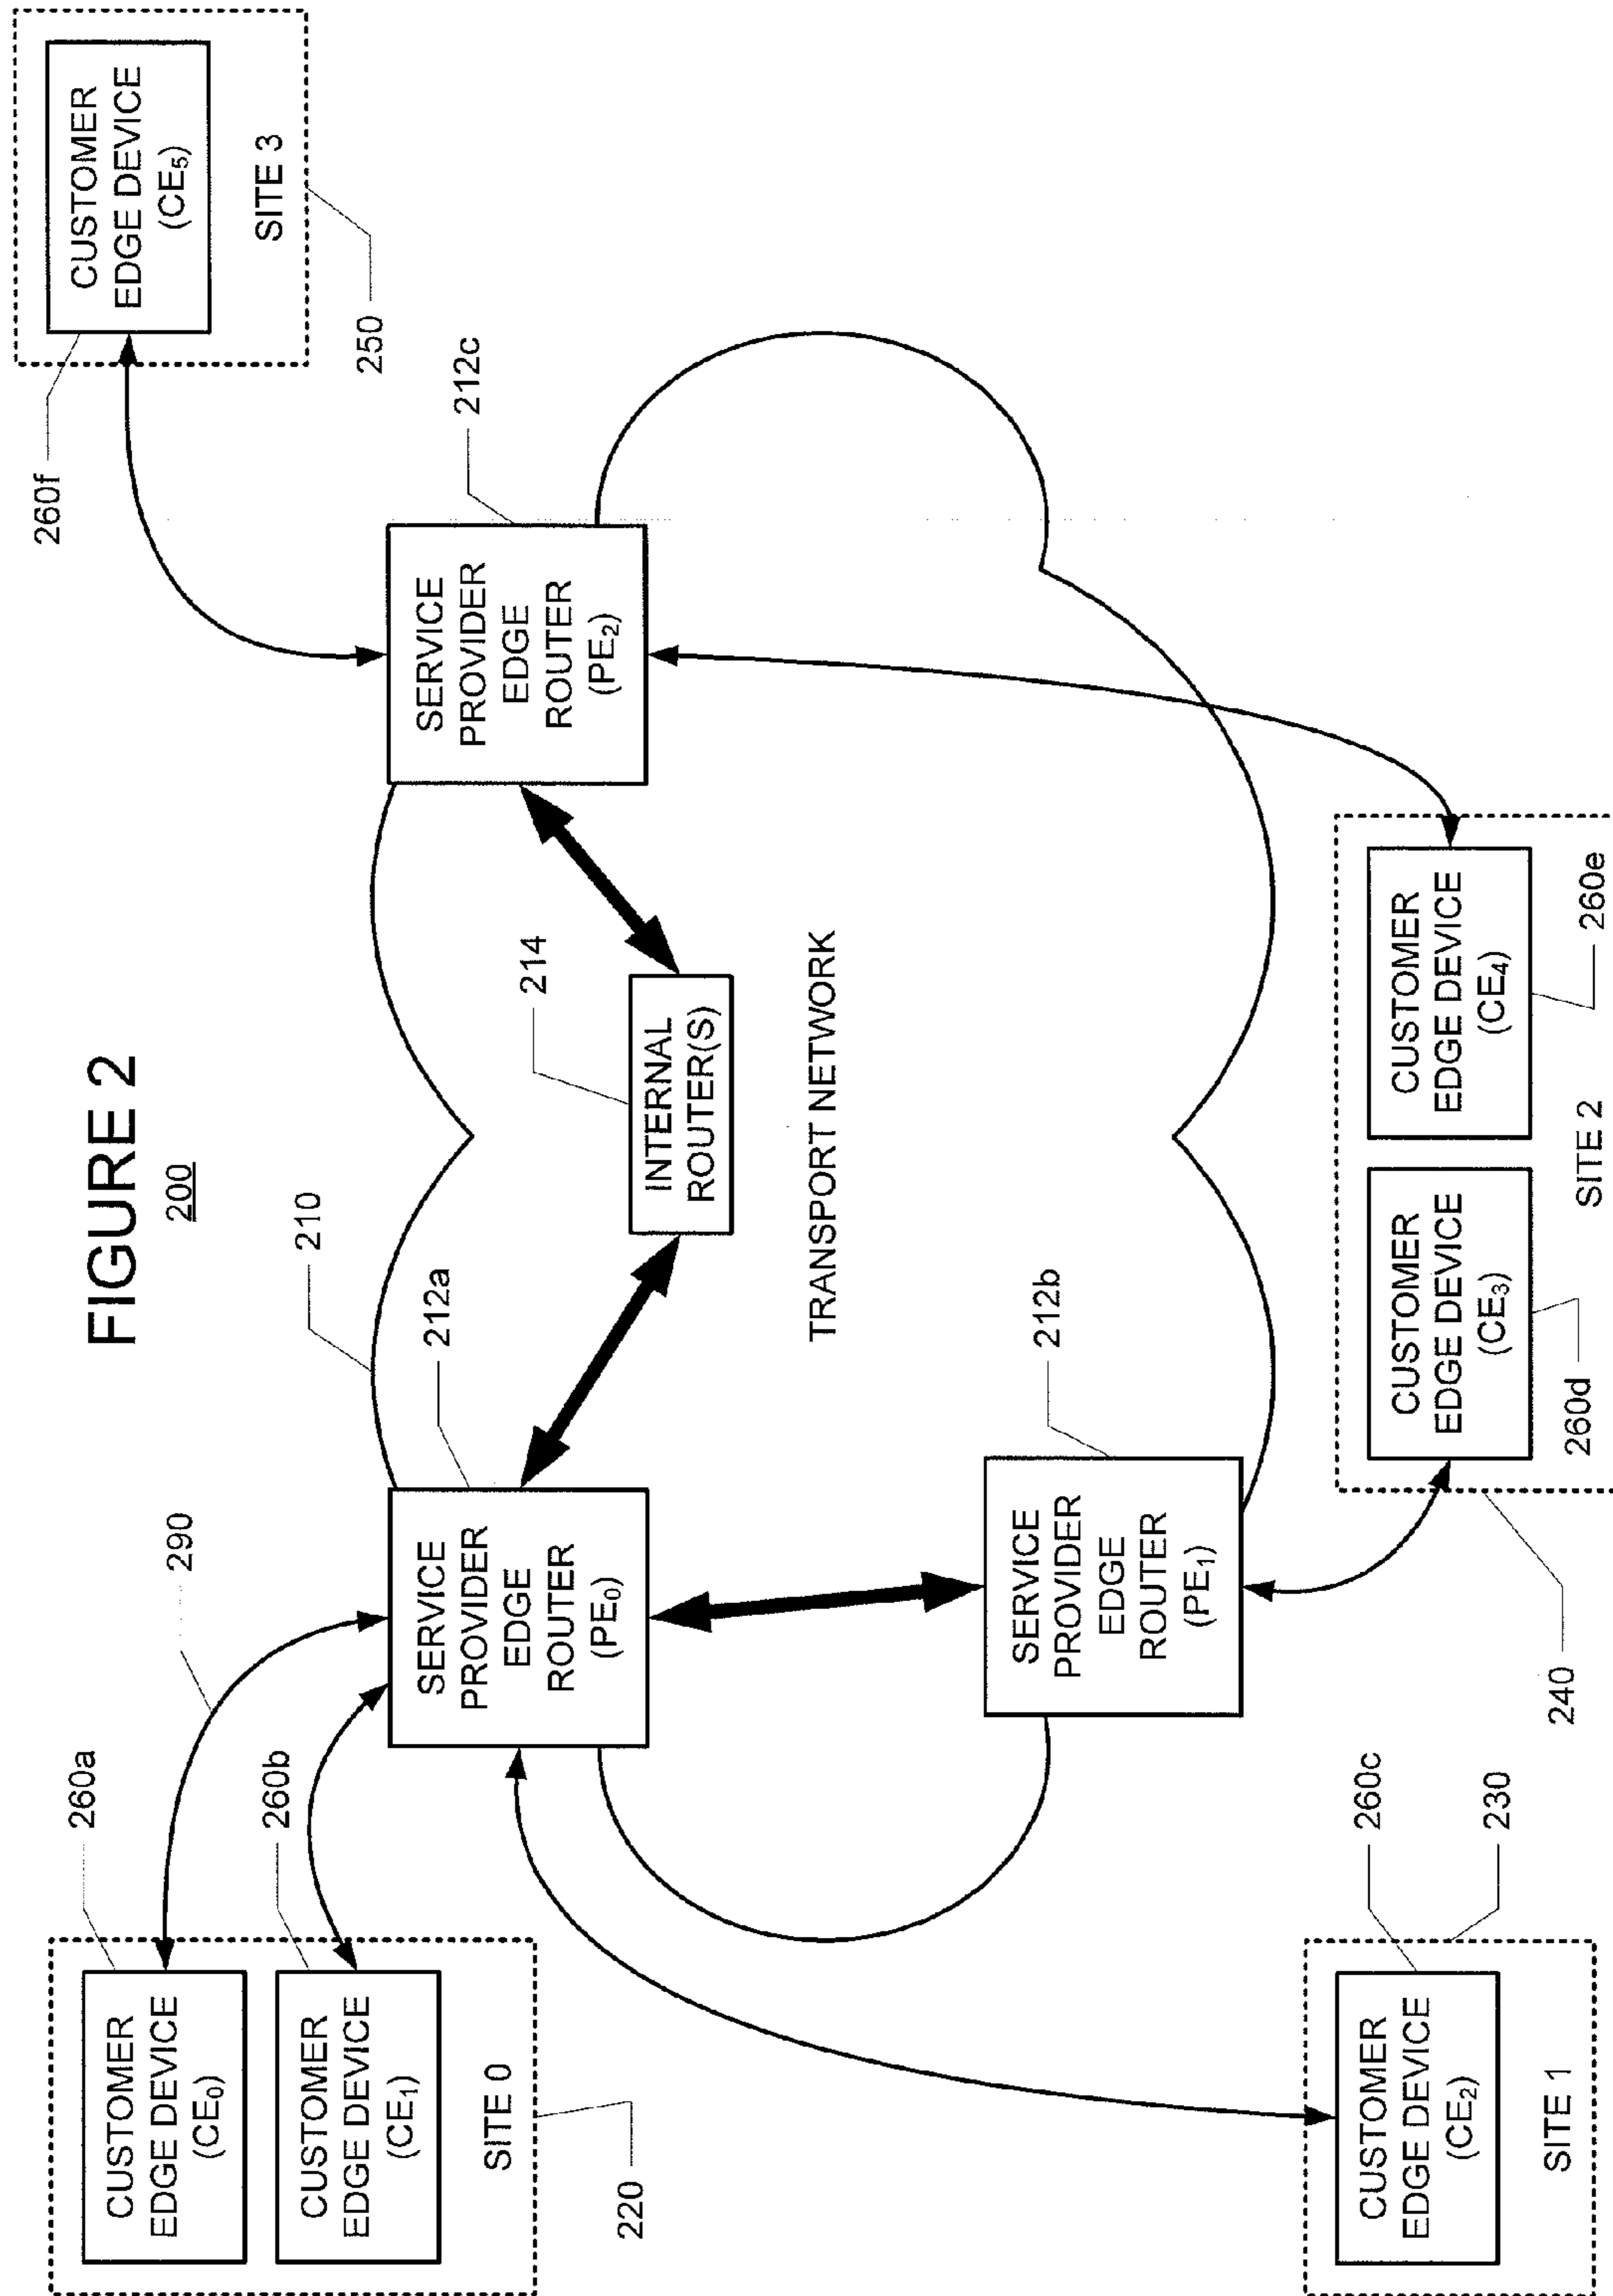 FIGURE 2
200
260a
CUSTOMER
EDGE DEVICE
(CE₀)
260b
CUSTOMER
EDGE DEVICE
(CE₁)
SITE 0
220
290
210
212a
SERVICE
PROVIDER
EDGE
ROUTER
(PE₀)
214
INTERNAL
ROUTER(S)
TRANSPORT NETWORK
212c
SERVICE
PROVIDER
EDGE
ROUTER
(PE₂)
260f
CUSTOMER
EDGE DEVICE
(CE₅)
SITE 3
250
212b
SERVICE
PROVIDER
EDGE
ROUTER
(PE₁)
260c
230
CUSTOMER
EDGE DEVICE
(CE₂)
SITE 1
240
CUSTOMER
EDGE DEVICE
(CE₃)
260d
CUSTOMER
EDGE DEVICE
(CE₄)
260e
SITE 2